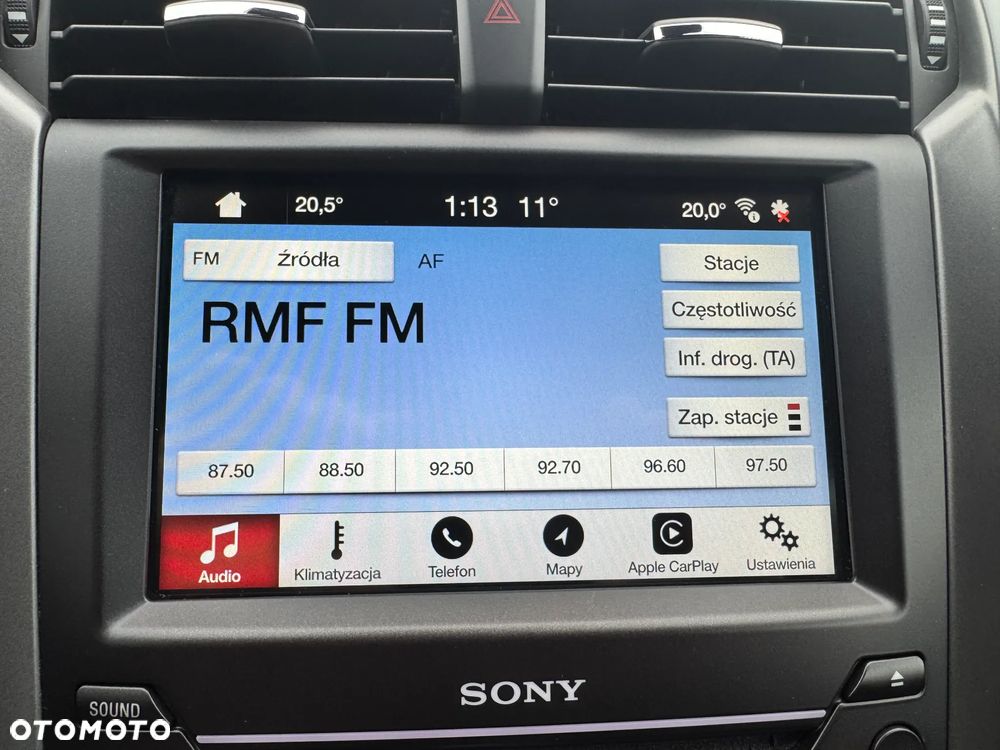 20,5°
1:13 11°
20,0°
FM Źródła
AF
Stacje
RMF FM
Częstotliwość
Inf. drog. (TA)
Zap. stacje
87.50 88.50 92.50 92.70 96.60 97.50
Audio Klimatyzacja Telefon Mapy Apple CarPlay Ustawienia
SONY
SOUND
OTOMOTO